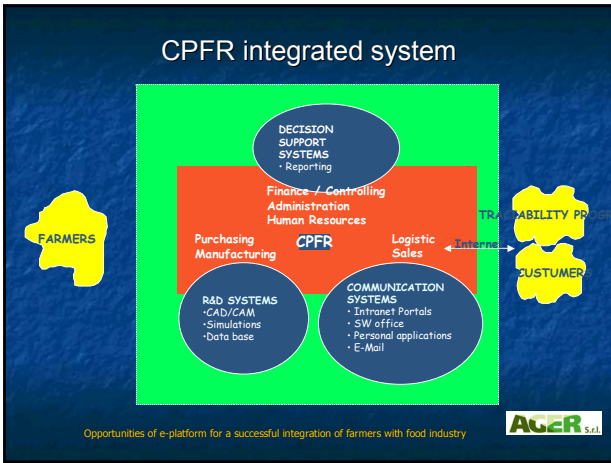 CPFR integrated system
DECISION
SUPPORT
SYSTEMS
• Reporting
Finance / Controlling
Administration
Human Resources
FARMERS
Purchasing
Manufacturing
CPFR
Logistic
Sales
Internet
TRACABILITY PROG
CUSTUMERS
R&D SYSTEMS
•CAD/CAM
•Simulations
•Data base
COMMUNICATION
SYSTEMS
• Intranet Portals
• SW office
• Personal applications
• E-Mail
Opportunities of e-platform for a successful integration of farmers with food industry
AGER S.r.l.